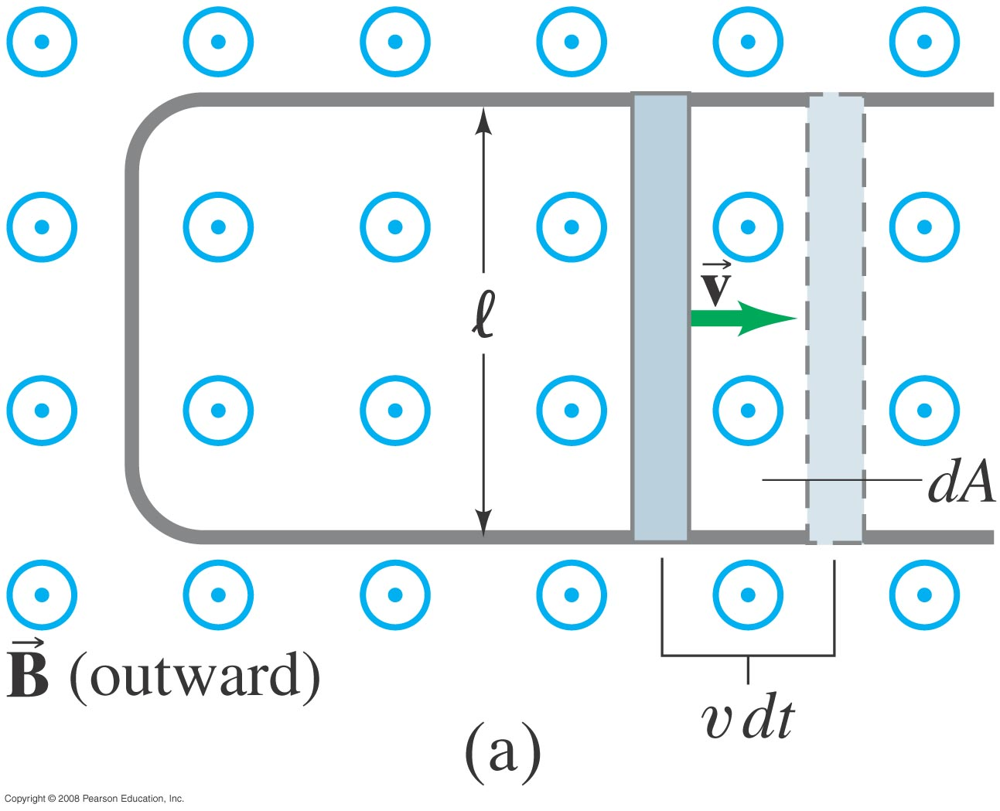 ℓ
v⃗
dA
B⃗ (outward)
v dt
(a)
Copyright © 2008 Pearson Education, Inc.